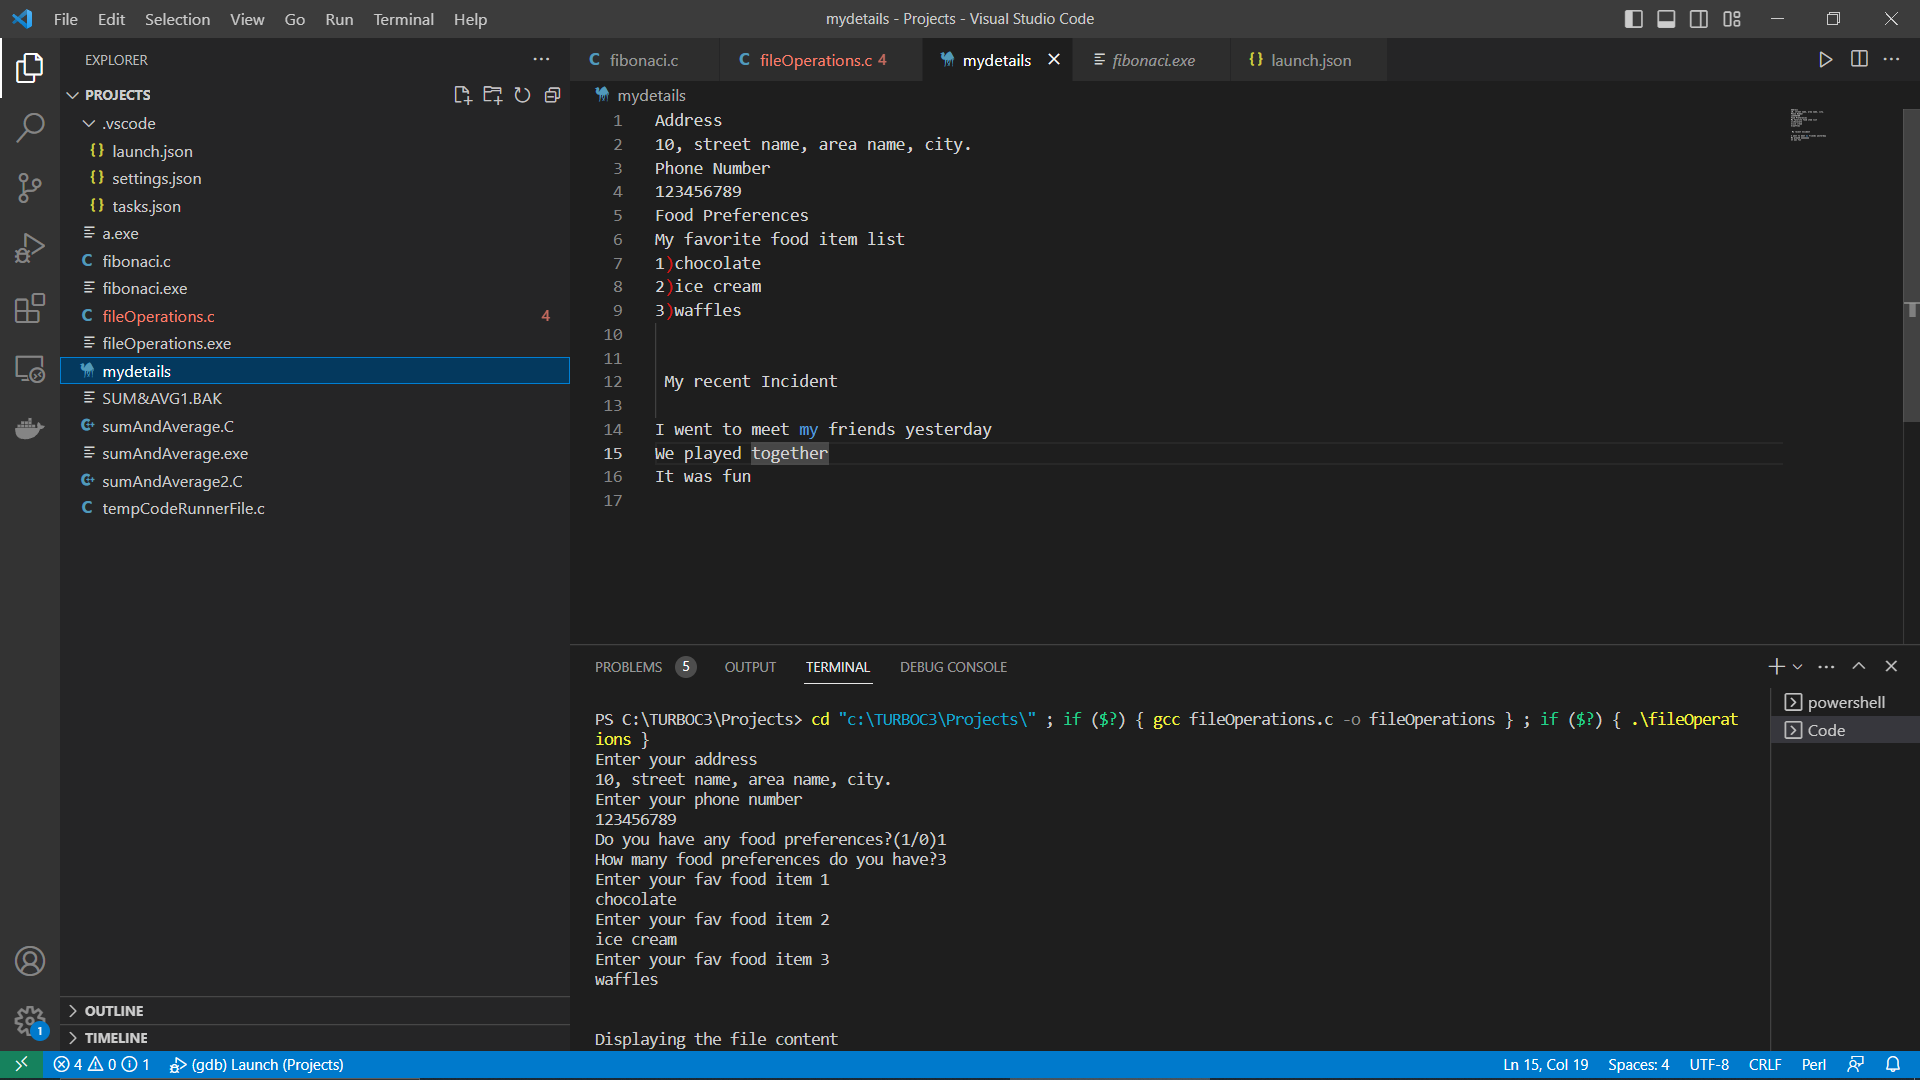 File Edit Selection View Go Run Terminal Help
mydetails - Projects - Visual Studio Code
EXPLORER
PROJECTS
.vscode
{} launch.json
{} settings.json
{} tasks.json
a.exe
C fibonaci.c
fibonaci.exe
C fileOperations.c 4
fileOperations.exe
mydetails
SUM&AVG1.BAK
sumAndAverage.C
sumAndAverage.exe
sumAndAverage2.C
C tempCodeRunnerFile.c
OUTLINE
TIMELINE
C fibonaci.c C fileOperations.c 4 mydetails fibonaci.exe {} launch.json
mydetails
1 Address
2 10, street name, area name, city.
3 Phone Number
4 123456789
5 Food Preferences
6 My favorite food item list
7 1)chocolate
8 2)ice cream
9 3)waffles
10
11
12 My recent Incident
13
14 I went to meet my friends yesterday
15 We played together
16 It was fun
17
PROBLEMS 5 OUTPUT TERMINAL DEBUG CONSOLE
powershell
Code
PS C:\TURBOC3\Projects> cd "c:\TURBOC3\Projects\" ; if ($?) { gcc fileOperations.c -o fileOperations } ; if ($?) { .\fileOperat
ions }
Enter your address
10, street name, area name, city.
Enter your phone number
123456789
Do you have any food preferences?(1/0)1
How many food preferences do you have?3
Enter your fav food item 1
chocolate
Enter your fav food item 2
ice cream
Enter your fav food item 3
waffles
Displaying the file content
1
4 0 1 (gdb) Launch (Projects) Ln 15, Col 19 Spaces: 4 UTF-8 CRLF Perl